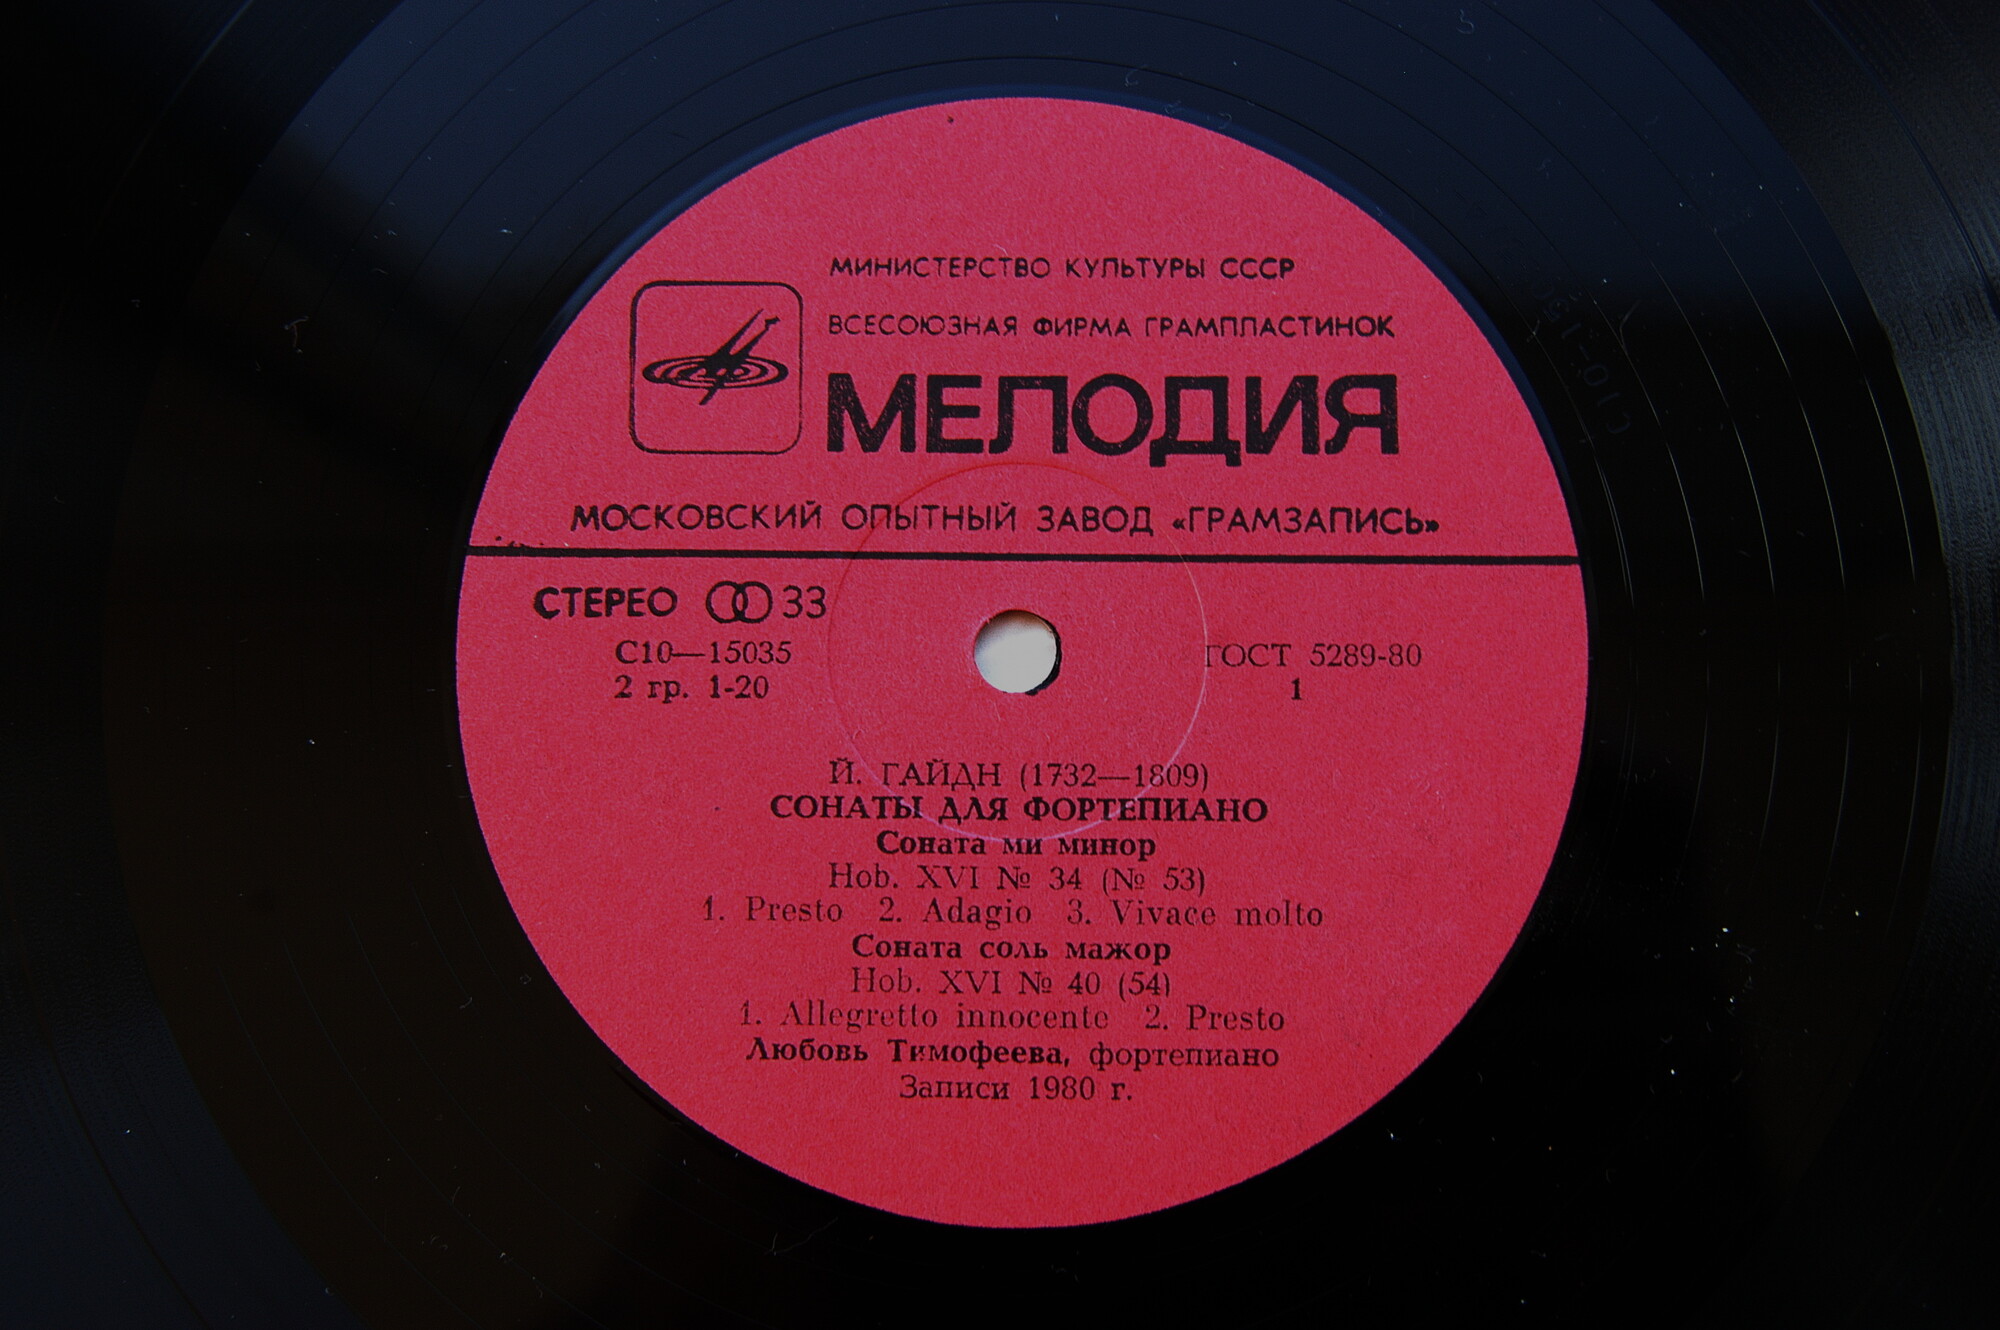 МИНИСТЕРСТВО КУЛЬТУРЫ СССР
ВСЕСОЮЗНАЯ ФИРМА ГРАМПЛАСТИНОК
МЕЛОДИЯ
МОСКОВСКИЙ ОПЫТНЫЙ ЗАВОД «ГРАМЗАПИСЬ»
СТЕРЕО 33
С10—15035 ГОСТ 5289-80
2 гр. 1-20 1
Й. ГАЙДН (1732—1809)
СОНАТЫ ДЛЯ ФОРТЕПИАНО
Соната ми минор
Hob. XVI № 34 (№ 53)
1. Presto 2. Adagio 3. Vivace molto
Соната соль мажор
Hob. XVI № 40 (54)
1. Allegretto innocente 2. Presto
Любовь Тимофеева, фортепиано
Записи 1980 г.